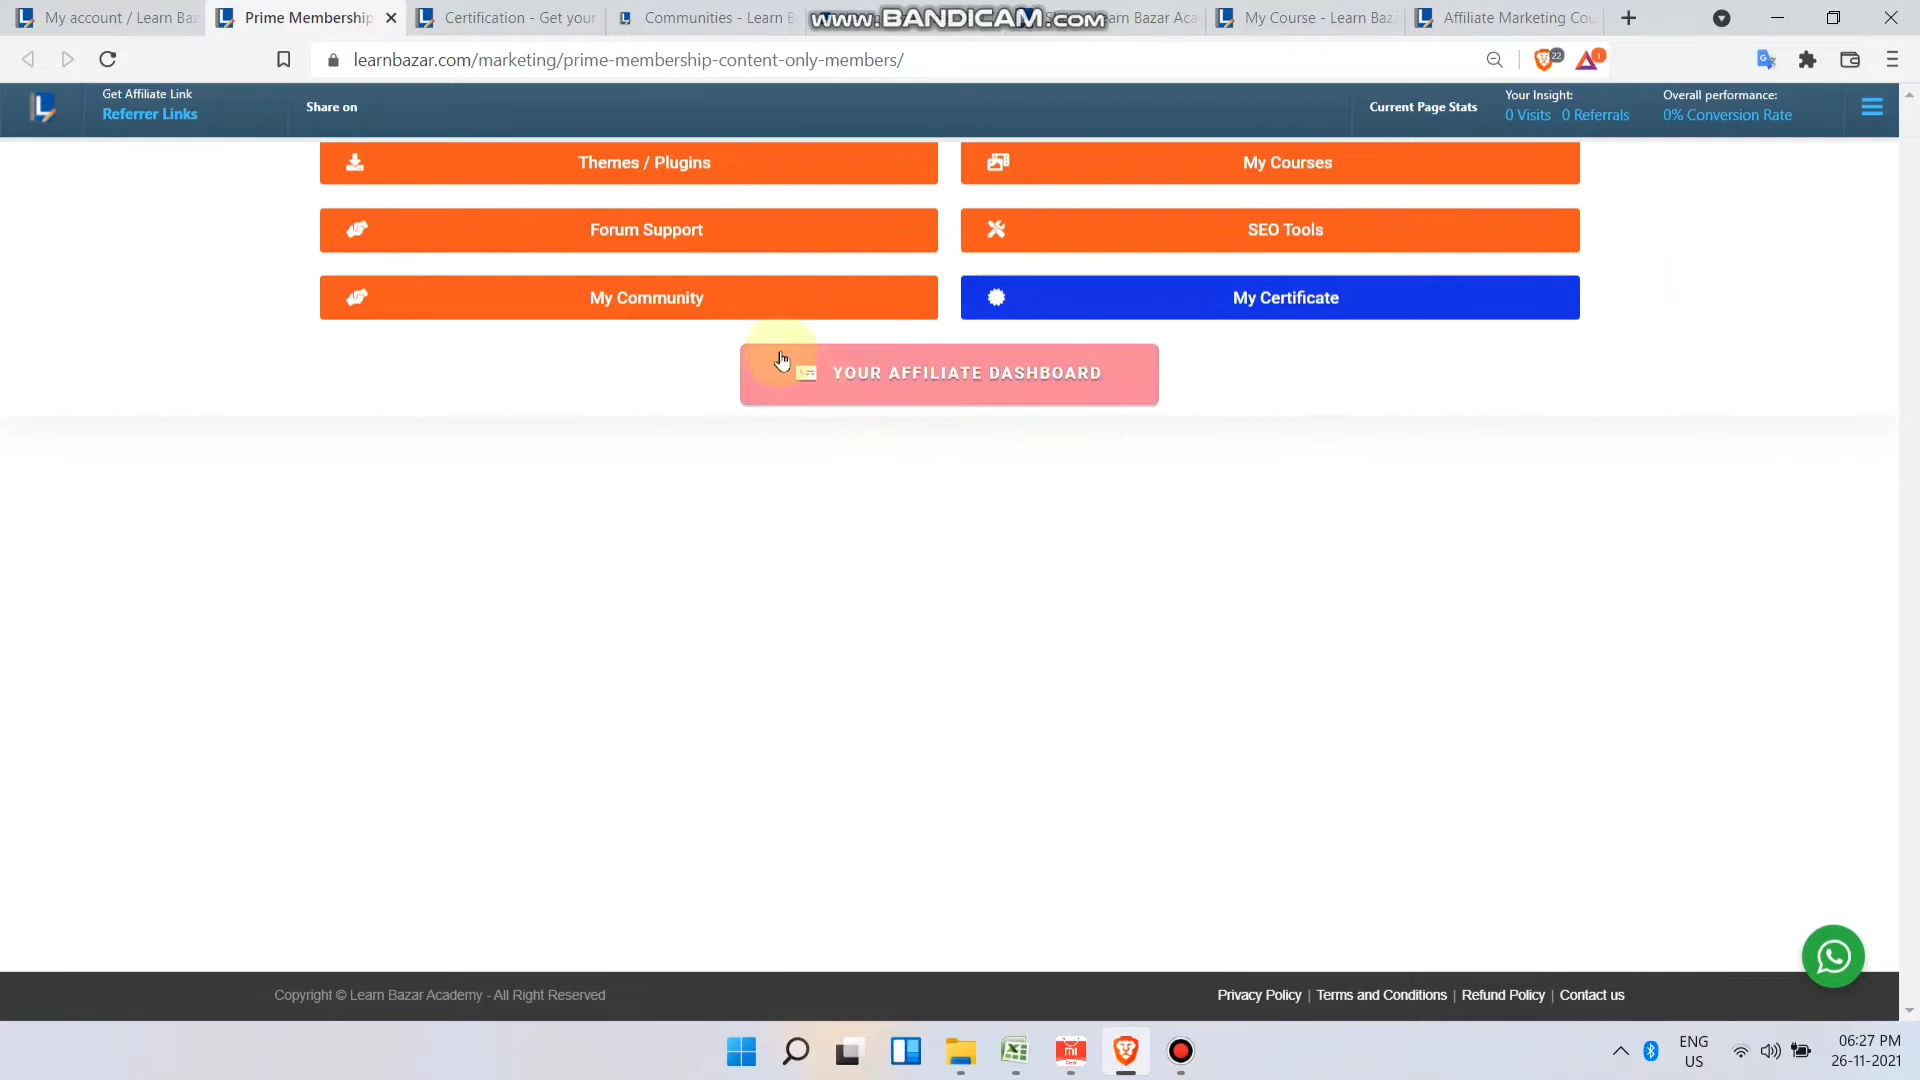 My account / Learn Baz
Prime Membership
Certification - Get your
Communities - Learn B
www.BANDICAM.com
earn Bazar Aca
My Course - Learn Baz
Affiliate Marketing Cou
learnbazar.com/marketing/prime-membership-content-only-members/
22
1
Get Affiliate Link
Referrer Links
Share on
Current Page Stats
Your Insight:
0 Visits 0 Referrals
Overall performance:
0% Conversion Rate
Themes / Plugins
My Courses
Forum Support
SEO Tools
My Community
My Certificate
YOUR AFFILIATE DASHBOARD
Copyright © Learn Bazar Academy - All Right Reserved
Privacy Policy | Terms and Conditions | Refund Policy | Contact us
ENG
US
06:27 PM
26-11-2021